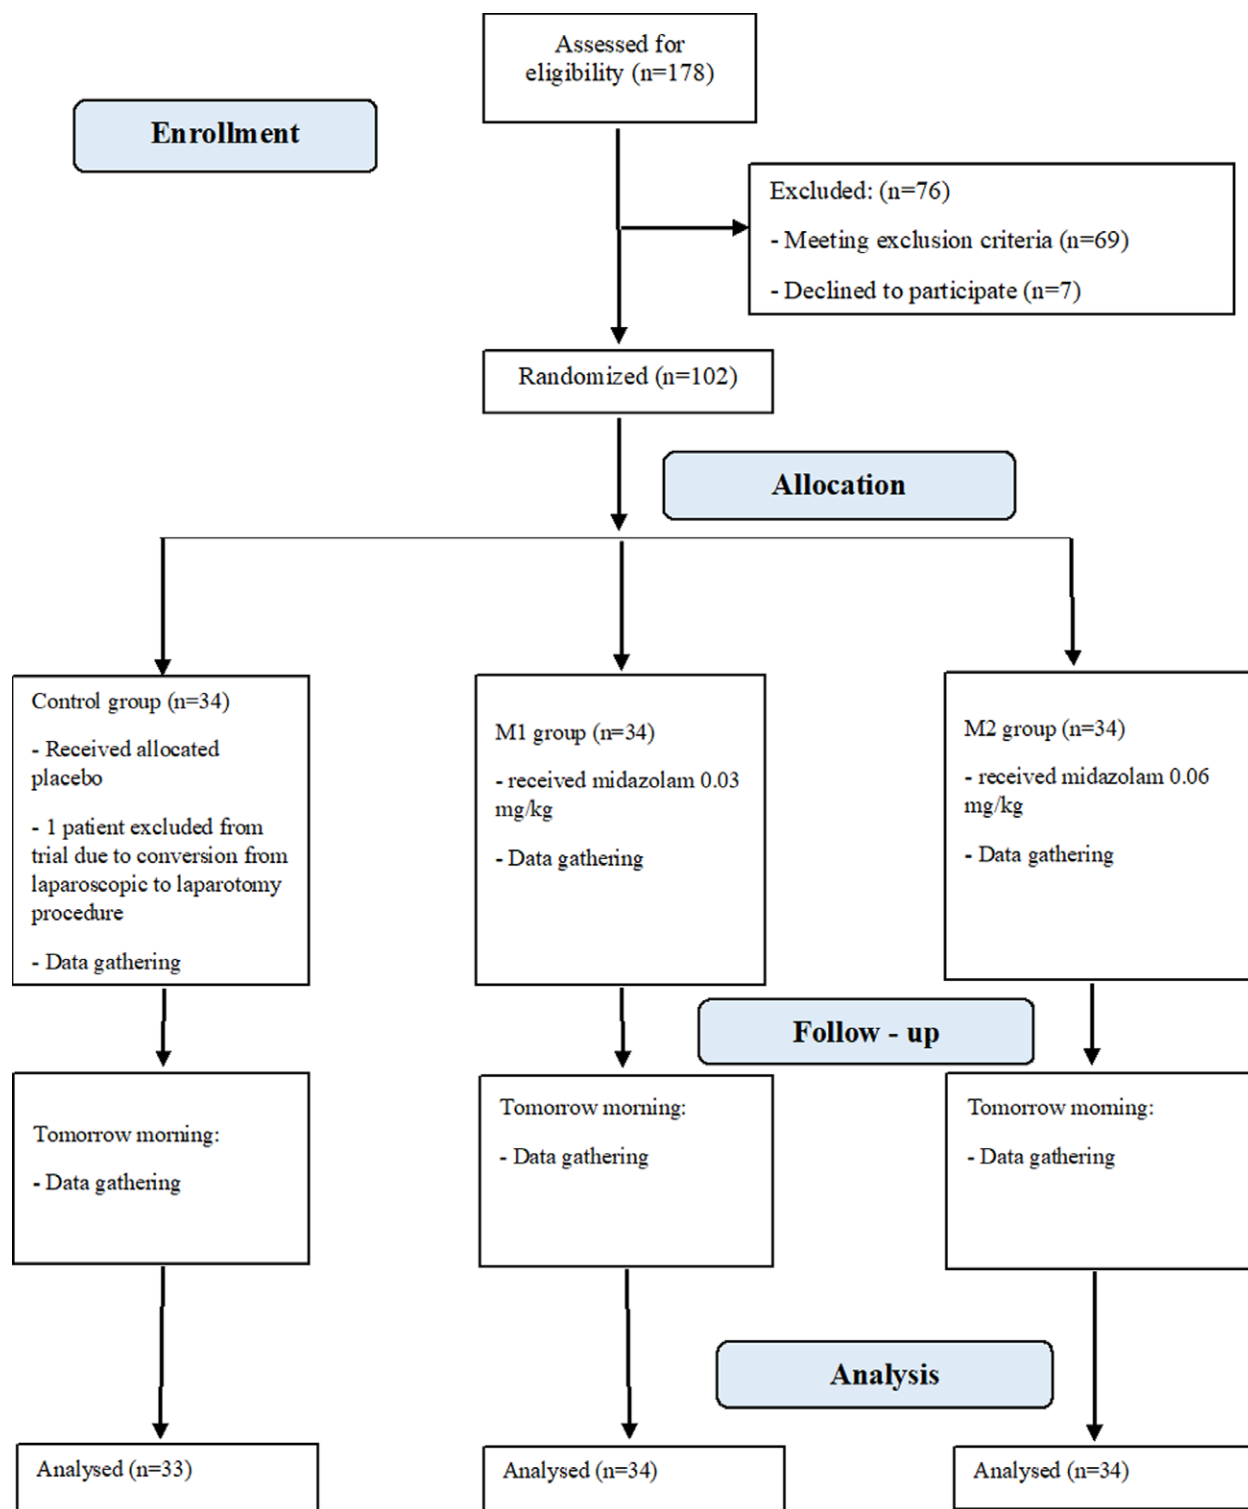 Assessed for
eligibility (n=178)
Enrollment
Excluded: (n=76)
- Meeting exclusion criteria (n=69)
- Declined to participate (n=7)
Randomized (n=102)
Allocation
Control group (n=34)
- Received allocated
placebo
- 1 patient excluded from
trial due to conversion from
laparoscopic to laparotomy
procedure
- Data gathering
M1 group (n=34)
- received midazolam 0.03
mg/kg
- Data gathering
M2 group (n=34)
- received midazolam 0.06
mg/kg
- Data gathering
Follow - up
Tomorrow morning:
- Data gathering
Tomorrow morning:
- Data gathering
Tomorrow morning:
- Data gathering
Analysis
Analysed (n=33)
Analysed (n=34)
Analysed (n=34)